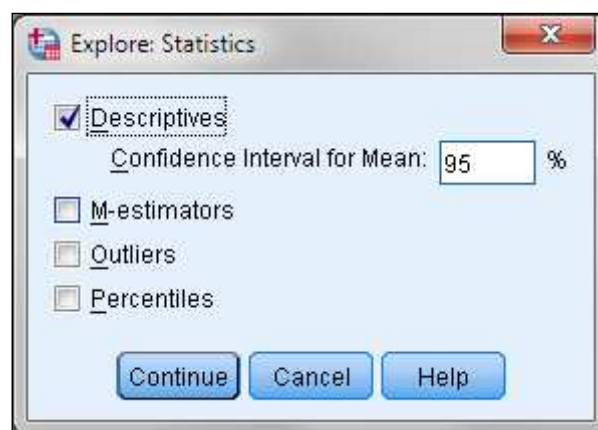 Explore: Statistics
Descriptives
Confidence Interval for Mean: 95 %
M-estimators
Outliers
Percentiles
Continue Cancel Help